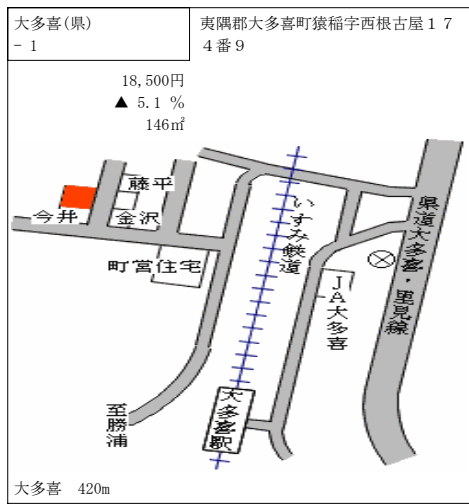 大多喜(県)
- 1
夷隅郡大多喜町猿稲字西根古屋17
4番9
18,500円
▲ 5.1 %
146㎡
藤平
今井
金沢
町営住宅
いすみ鉄道
JA大多喜
県道大多喜・里見線
至勝浦
大多喜駅
大多喜 420m